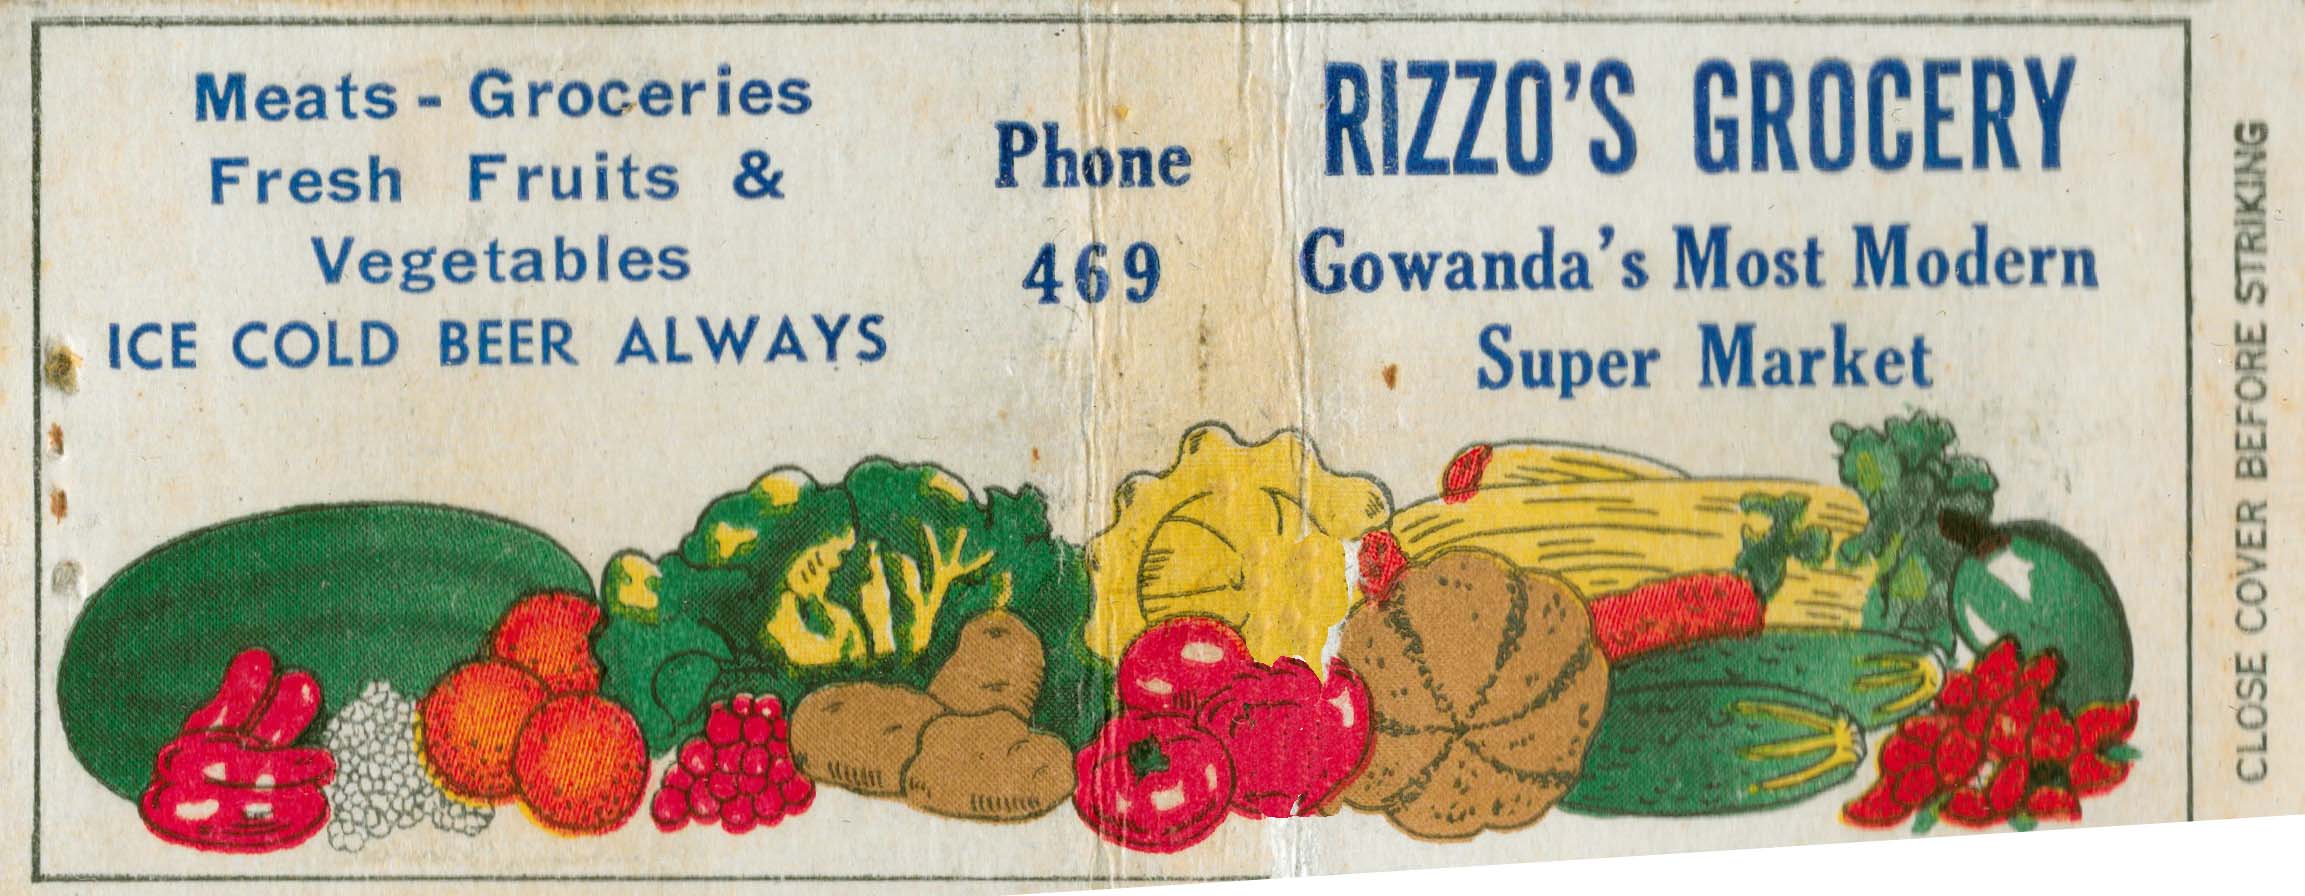 Meats - Groceries
Fresh Fruits &
Vegetables
ICE COLD BEER ALWAYS
Phone
469
RIZZO'S GROCERY
Gowanda's Most Modern
Super Market
CLOSE COVER BEFORE STRIKING